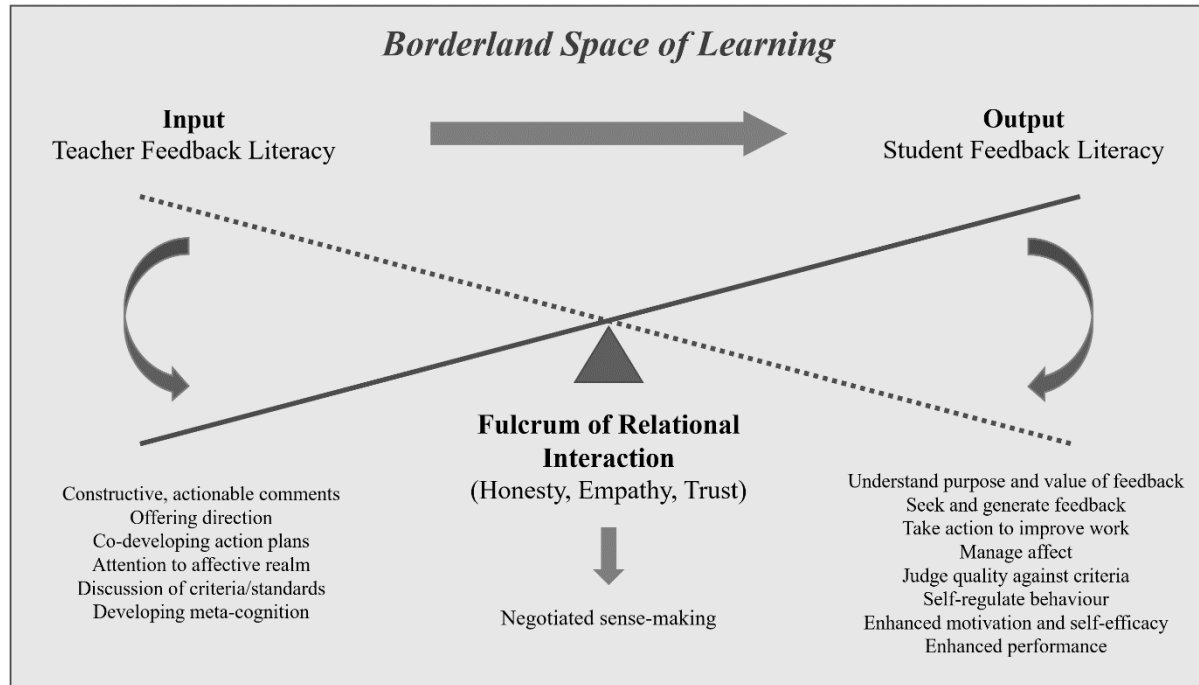 Borderland Space of Learning
Input
Teacher Feedback Literacy
Output
Student Feedback Literacy
Fulcrum of Relational
Interaction
(Honesty, Empathy, Trust)
Negotiated sense-making
Constructive, actionable comments
Offering direction
Co-developing action plans
Attention to affective realm
Discussion of criteria/standards
Developing meta-cognition
Understand purpose and value of feedback
Seek and generate feedback
Take action to improve work
Manage affect
Judge quality against criteria
Self-regulate behaviour
Enhanced motivation and self-efficacy
Enhanced performance